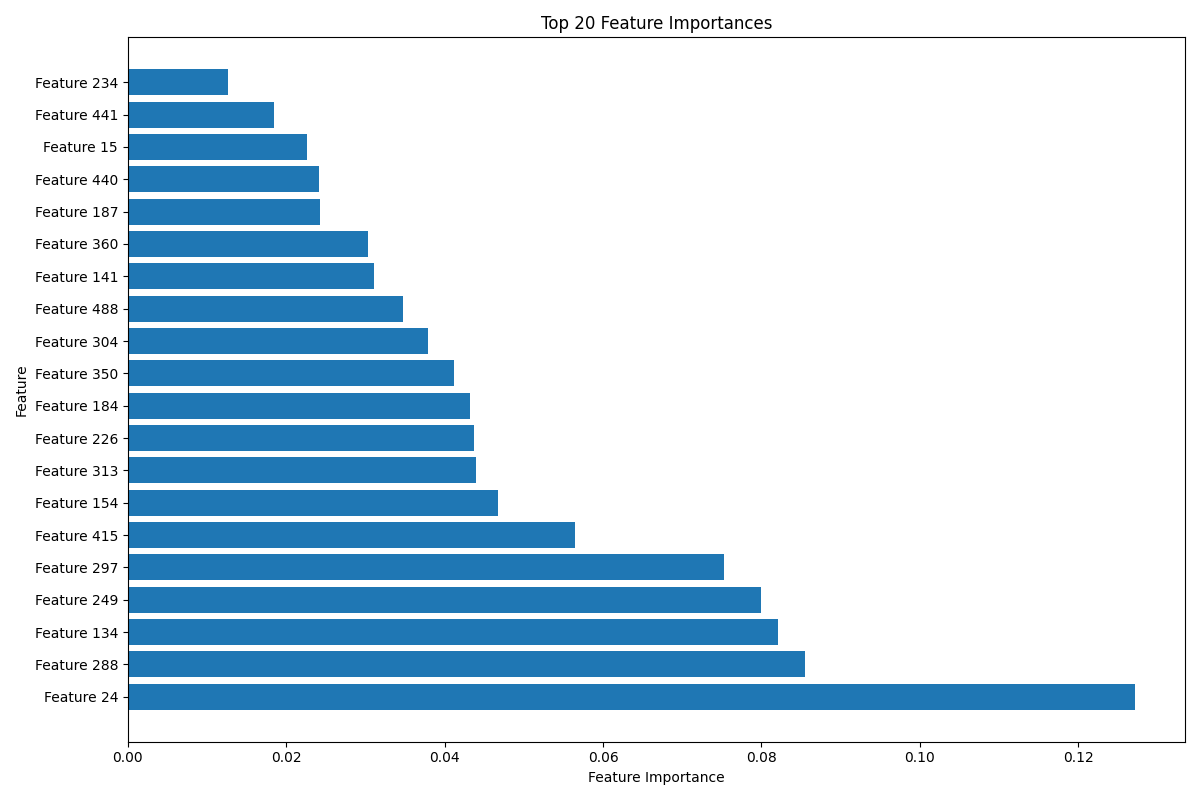 Top 20 Feature Importances
Feature 234
Feature 441
Feature 15
Feature 440
Feature 187
Feature 360
Feature 141
Feature 488
Feature 304
Feature 350
Feature 184
Feature 226
Feature 313
Feature 154
Feature 415
Feature 297
Feature 249
Feature 134
Feature 288
Feature 24
Feature
0.00 0.02 0.04 0.06 0.08 0.10 0.12
Feature Importance